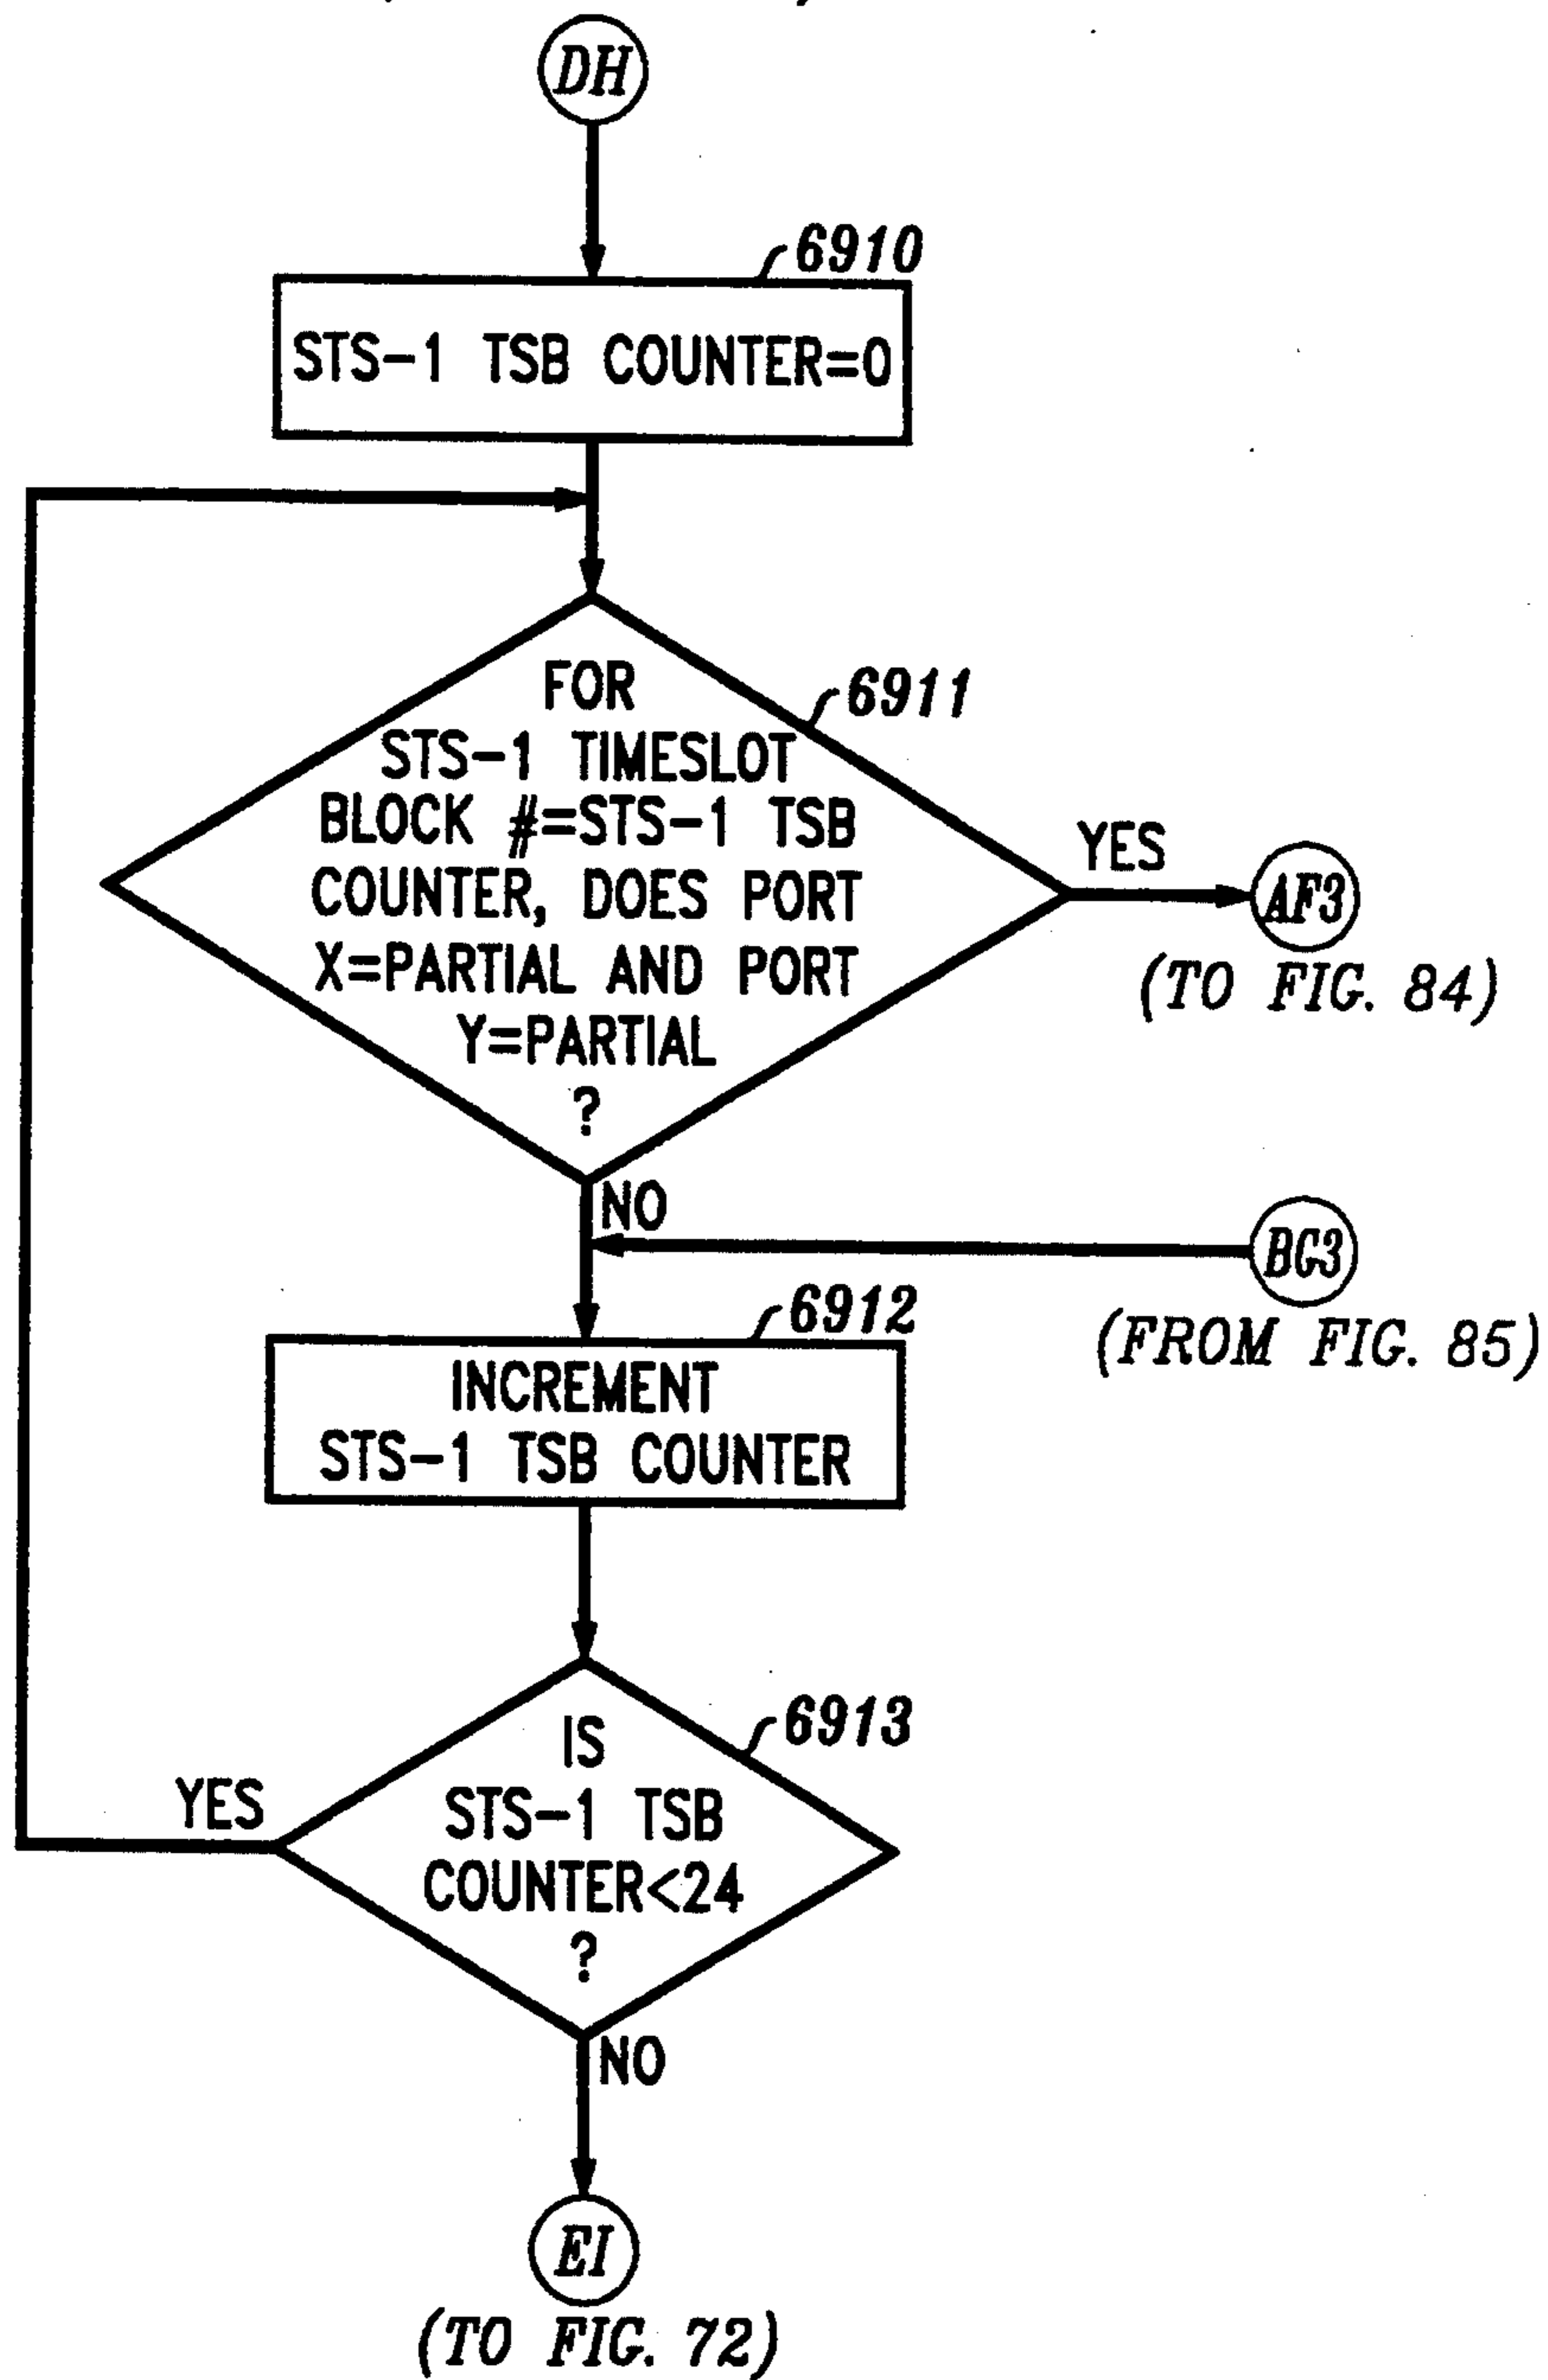 DH
6910
STS-1 TSB COUNTER=0
6911
FOR
STS-1 TIMESLOT
BLOCK #=STS-1 TSB
COUNTER, DOES PORT
X=PARTIAL AND PORT
Y=PARTIAL
?
YES
AF3
(TO FIG. 84)
NO
BG3
(FROM FIG. 85)
6912
INCREMENT
STS-1 TSB COUNTER
6913
IS
STS-1 TSB
COUNTER<24
?
YES
NO
EI
(TO FIG. 72)